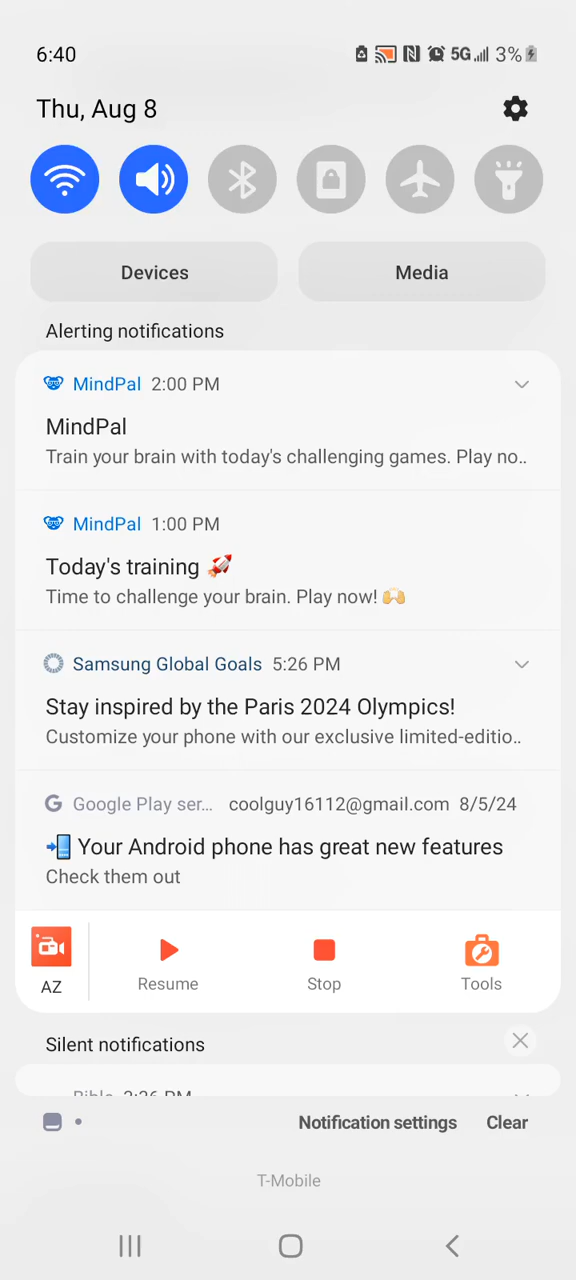 6:40 5G 3%
Thu, Aug 8
Devices Media
Alerting notifications
MindPal 2:00 PM
MindPal
Train your brain with today's challenging games. Play no..
MindPal 1:00 PM
Today's training 🚀
Time to challenge your brain. Play now! 🙌
Samsung Global Goals 5:26 PM
Stay inspired by the Paris 2024 Olympics!
Customize your phone with our exclusive limited-editio..
Google Play ser... coolguy16112@gmail.com 8/5/24
📲 Your Android phone has great new features
Check them out
AZ Resume Stop Tools
Silent notifications
Bible 2:26 PM
Notification settings Clear
T-Mobile